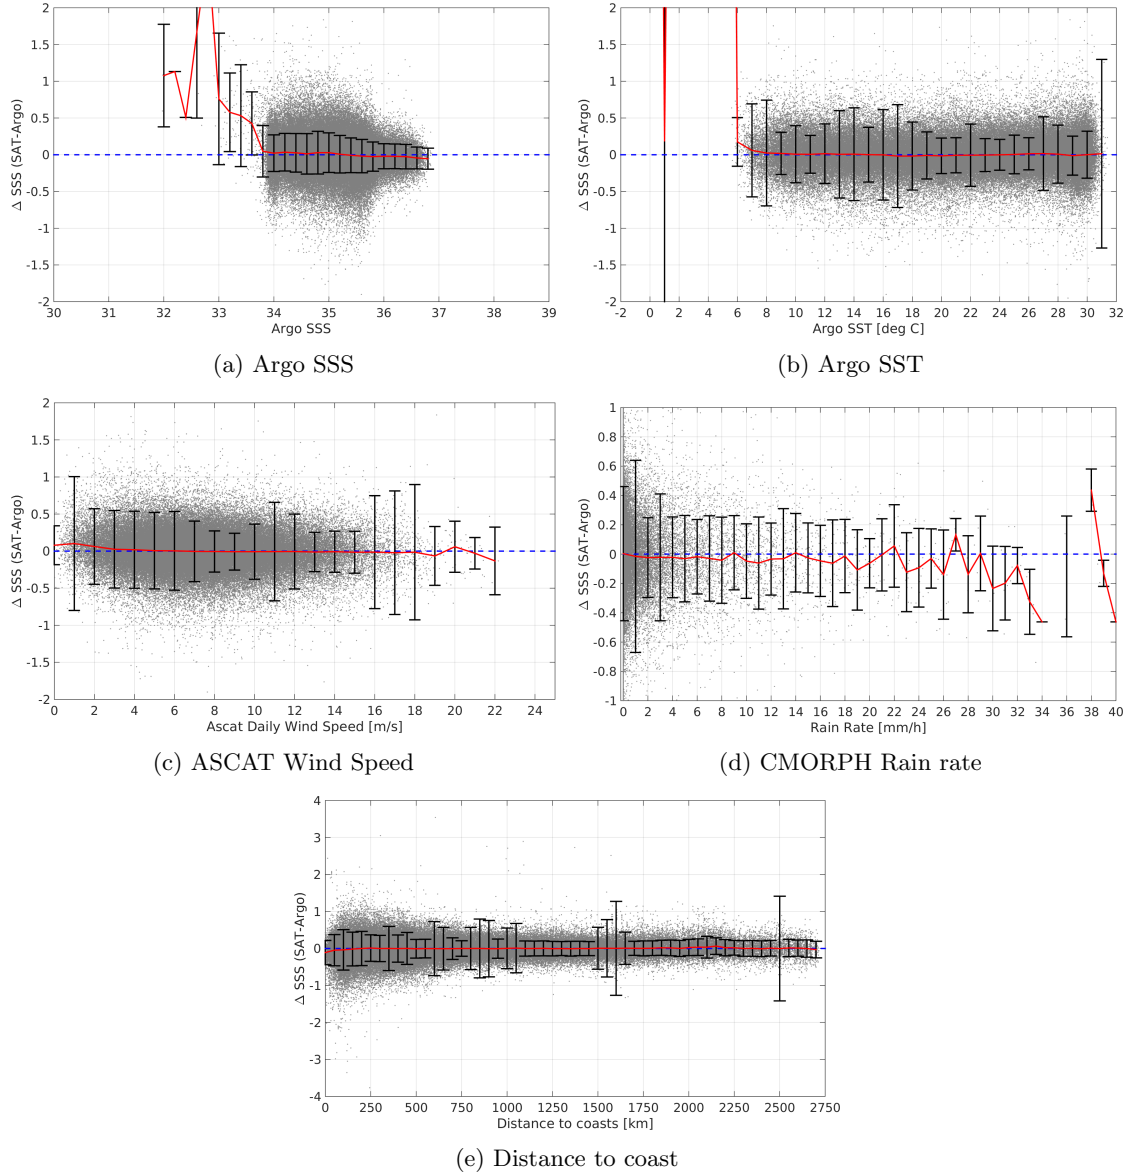 2
1.5
1
0.5
0
-0.5
-1
-1.5
-2
Δ SSS (SAT-Argo)
30 31 32 33 34 35 36 37 38 39
Argo SSS
(a) Argo SSS
2
1.5
1
0.5
0
-0.5
-1
-1.5
-2
Δ SSS (SAT-Argo)
-2 0 2 4 6 8 10 12 14 16 18 20 22 24 26 28 30 32
Argo SST [deg C]
(b) Argo SST
2
1.5
1
0.5
0
-0.5
-1
-1.5
-2
Δ SSS (SAT-Argo)
0 2 4 6 8 10 12 14 16 18 20 22 24
Ascat Daily Wind Speed [m/s]
(c) ASCAT Wind Speed
1
0.8
0.6
0.4
0.2
0
-0.2
-0.4
-0.6
-0.8
-1
Δ SSS (SAT-Argo)
0 2 4 6 8 10 12 14 16 18 20 22 24 26 28 30 32 34 36 38 40
Rain Rate [mm/h]
(d) CMORPH Rain rate
4
3
2
1
0
-1
-2
-3
-4
Δ SSS (SAT-Argo)
0 250 500 750 1000 1250 1500 1750 2000 2250 2500 2750
Distance to coasts [km]
(e) Distance to coast